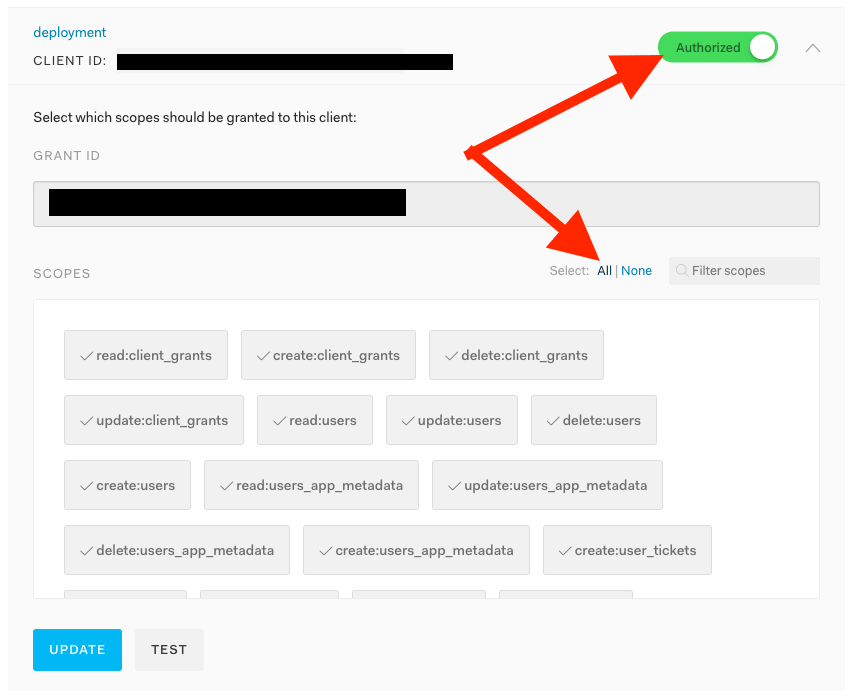 deployment
CLIENT ID:
Authorized
Select which scopes should be granted to this client:
GRANT ID
SCOPES
Select: All | None
Filter scopes
read:client_grants create:client_grants delete:client_grants
update:client_grants read:users update:users delete:users
create:users read:users_app_metadata update:users_app_metadata
delete:users_app_metadata create:users_app_metadata create:user_tickets
UPDATE TEST